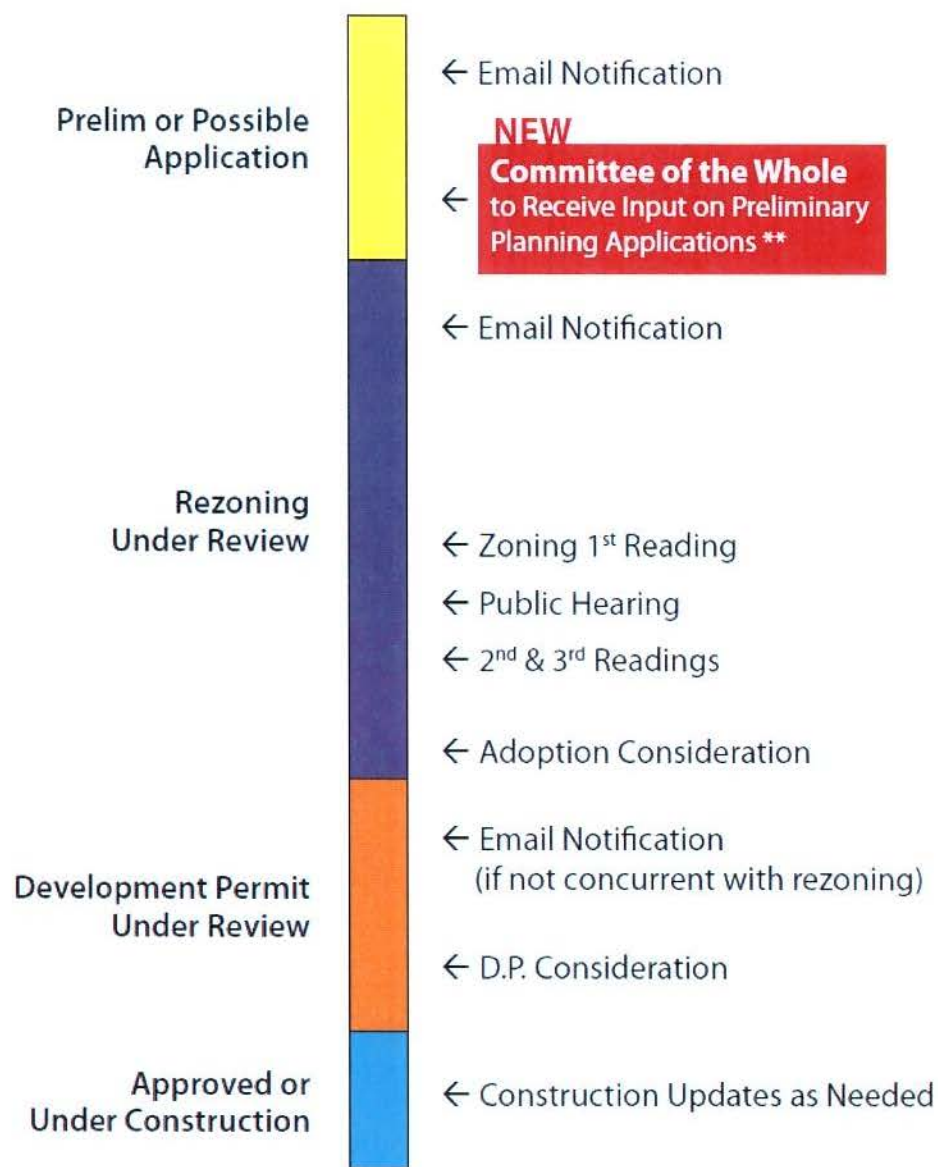 ← Email Notification
Prelim or Possible
Application
NEW
← Committee of the Whole
to Receive Input on Preliminary
Planning Applications **
← Email Notification
Rezoning
Under Review
← Zoning 1st Reading
← Public Hearing
← 2nd & 3rd Readings
← Adoption Consideration
← Email Notification
(if not concurrent with rezoning)
Development Permit
Under Review
← D.P. Consideration
Approved or
Under Construction
← Construction Updates as Needed